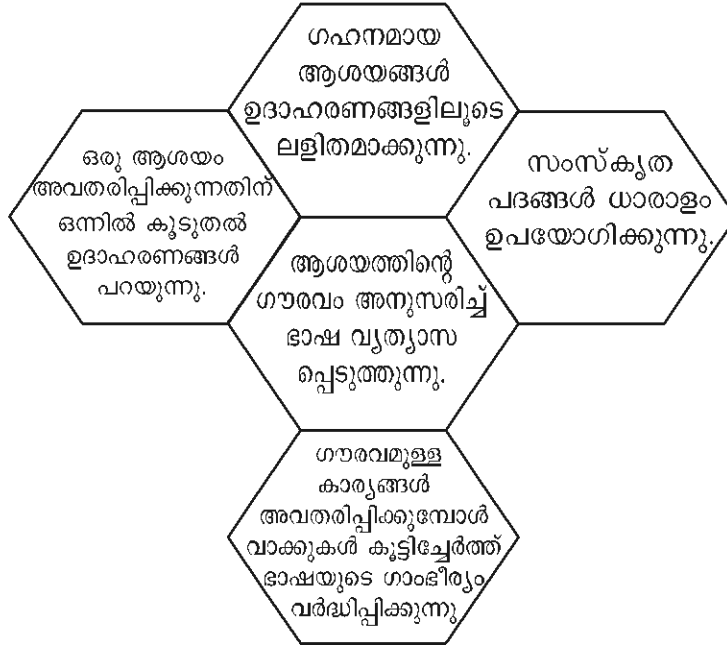 ഗഹനമായ
ആശയങ്ങൾ
ഉദാഹരണങ്ങളിലൂടെ
ലളിതമാക്കുന്നു.
ഒരു ആശയം
അവതരിപ്പിക്കുന്നതിന്
ഒന്നിൽ കൂടുതൽ
ഉദാഹരണങ്ങൾ
പറയുന്നു.
സംസ്കൃത
പദങ്ങൾ ധാരാളം
ഉപയോഗിക്കുന്നു.
ആശയത്തിന്റെ
ഗൗരവം അനുസരിച്ച്
ഭാഷ വ്യത്യാസ
പ്പെടുത്തുന്നു.
ഗൗരവമുള്ള
കാര്യങ്ങൾ
അവതരിപ്പിക്കുമ്പോൾ
വാക്കുകൾ കൂട്ടിച്ചേർത്ത്
ഭാഷയുടെ ഗാംഭീര്യം
വർദ്ധിപ്പിക്കുന്നു